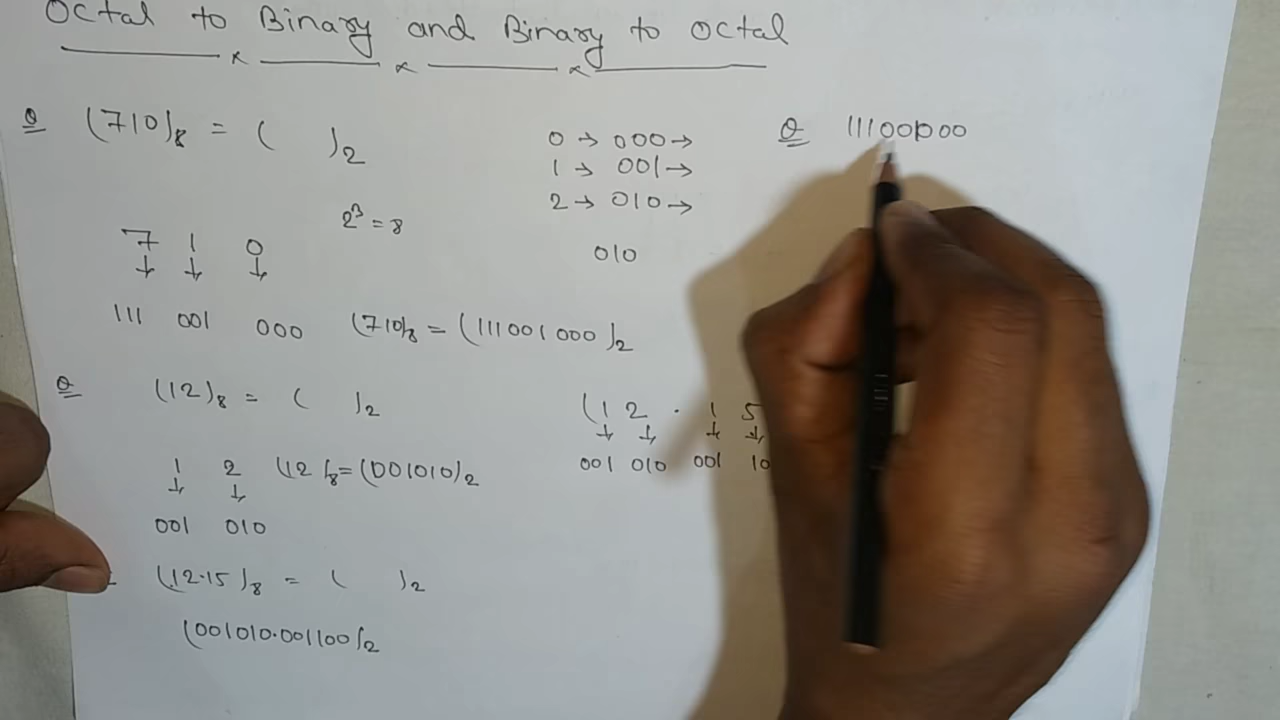 Octal to Binary and Binary to Octal
Q (710)8 = ( )2
0 → 000 →
1 → 001 →
2 → 010 →
2^3 = 8
010
7 1 0
↓ ↓ ↓
111 001 000
(710)8 = (111001000)2
Q 111001000
Q (12)8 = ( )2
1 2
↓ ↓
001 010
(12)8 = (001010)2
(12.15)8 = ( )2
(001010.001100)2
(12 . 1 5
↓ ↓ ↓ ↓
001 010 001 10